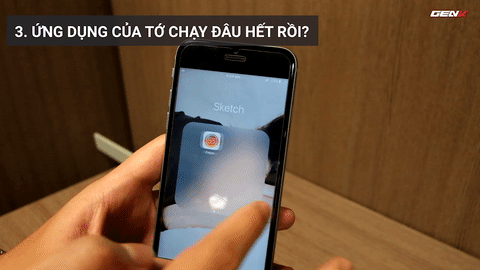 3. ỨNG DỤNG CỦA TỚ CHẠY ĐÂU HẾT RỒI?
GENK
Sketch